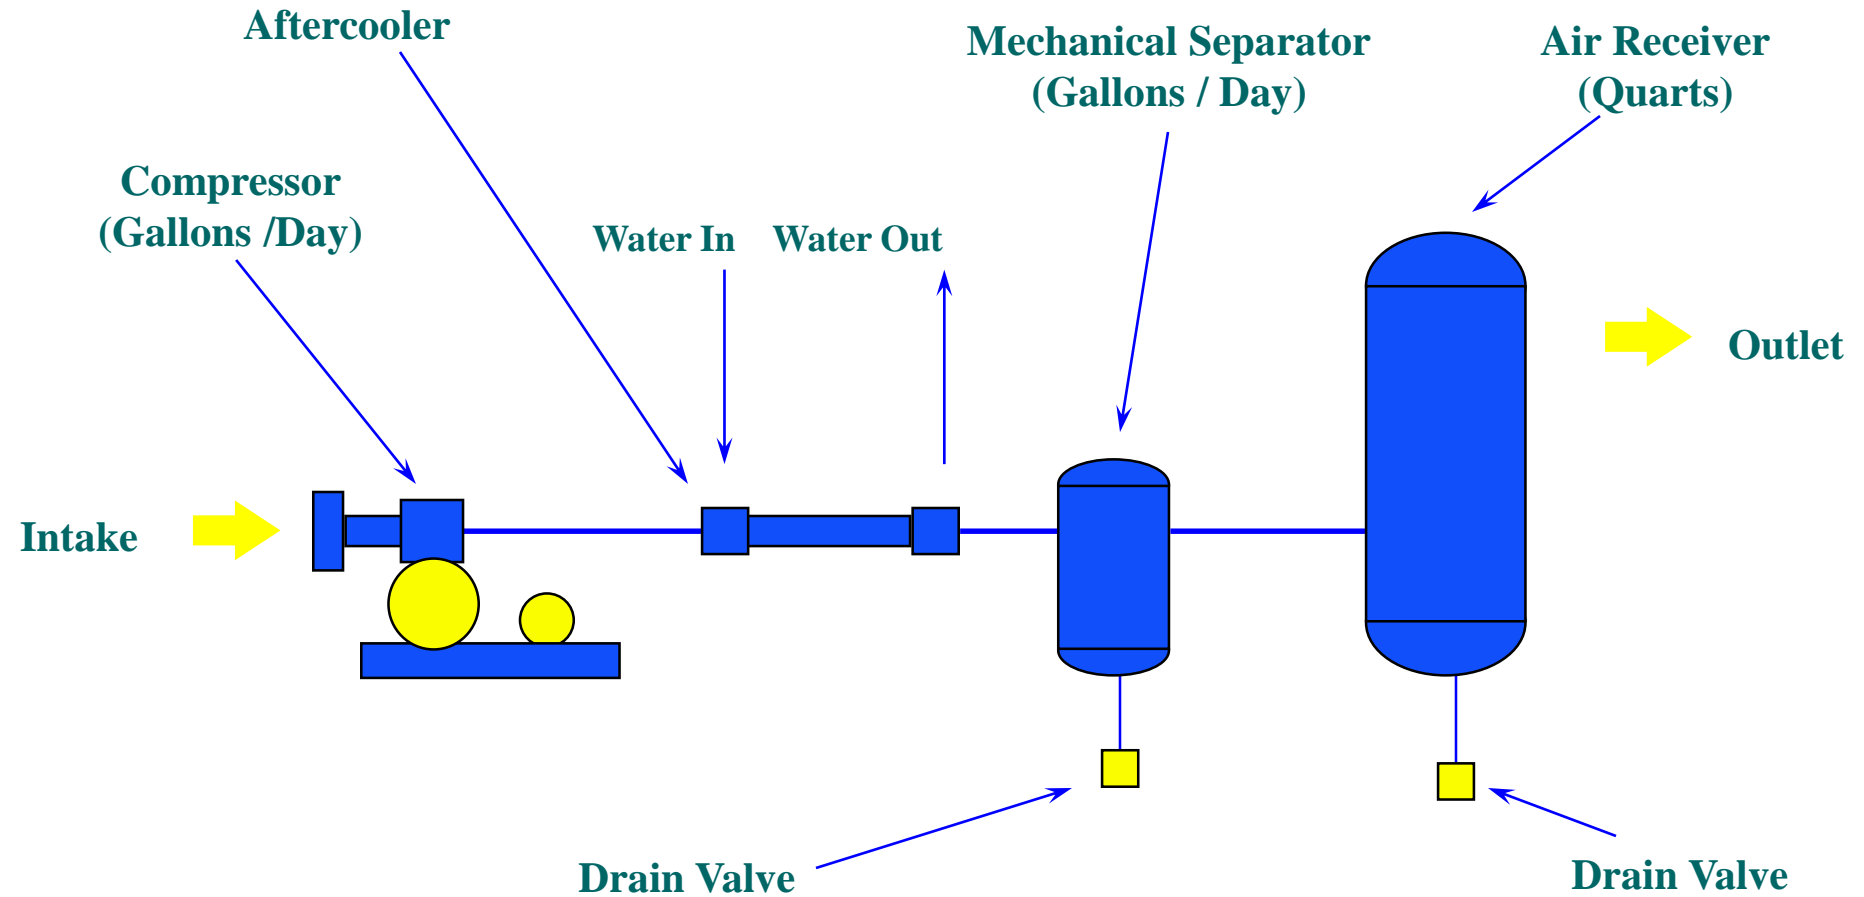 Aftercooler
Mechanical Separator
(Gallons / Day)
Air Receiver
(Quarts)
Compressor
(Gallons /Day)
Water In
Water Out
Outlet
Intake
Drain Valve
Drain Valve